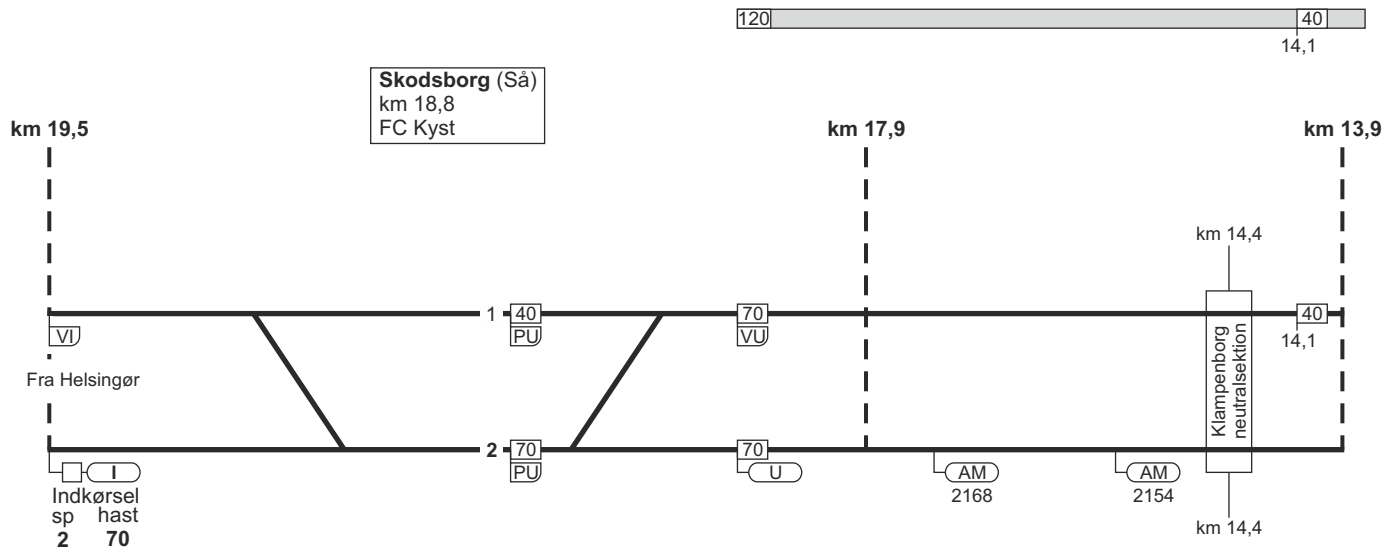 120
40
14,1
Skodsborg (Så)
km 18,8
FC Kyst
km 19,5
km 17,9
km 13,9
km 14,4
1
40
70
40
VI
PU
VU
14,1
Fra Helsingør
Klampenborg
neutralsektion
2
70
70
I
PU
U
AM
AM
Indkørsel
2168
2154
sp hast
2 70
km 14,4